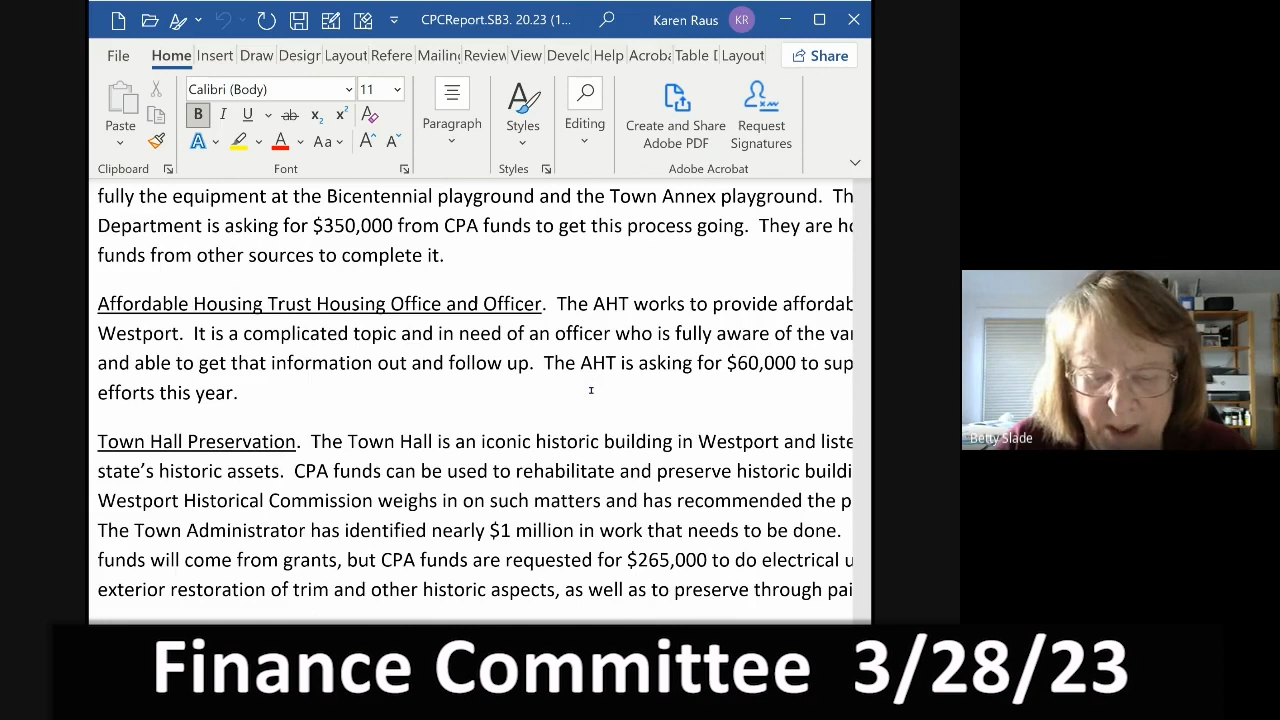 CPCReport.SB3. 20.23 (1... Karen Raus KR
File Home Insert Draw Design Layout Refere Mailing Review View Develc Help Acroba Table D Layout Share
Calibri (Body) 11
B I U ab x₂ x² A
A A Aa A^ Aˇ
Paste Paragraph Styles Editing Create and Share Adobe PDF Request Signatures
Clipboard Font Styles Adobe Acrobat
fully the equipment at the Bicentennial playground and the Town Annex playground. Th
Department is asking for $350,000 from CPA funds to get this process going. They are ho
funds from other sources to complete it.
Affordable Housing Trust Housing Office and Officer. The AHT works to provide affordab
Westport. It is a complicated topic and in need of an officer who is fully aware of the var
and able to get that information out and follow up. The AHT is asking for $60,000 to sup
efforts this year.
Town Hall Preservation. The Town Hall is an iconic historic building in Westport and liste
state's historic assets. CPA funds can be used to rehabilitate and preserve historic buildi
Westport Historical Commission weighs in on such matters and has recommended the p
The Town Administrator has identified nearly $1 million in work that needs to be done.
funds will come from grants, but CPA funds are requested for $265,000 to do electrical u
exterior restoration of trim and other historic aspects, as well as to preserve through pai
Betty Slade
Finance Committee 3/28/23